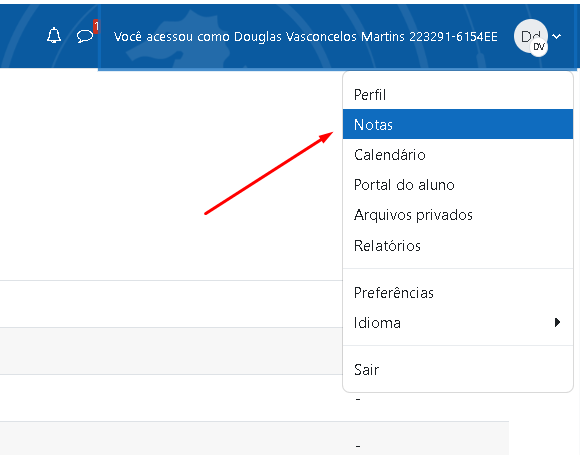 1
Você acessou como Douglas Vasconcelos Martins 223291-6154EE
Dd
DV
Perfil
Notas
Calendário
Portal do aluno
Arquivos privados
Relatórios
Preferências
Idioma
Sair
-
-